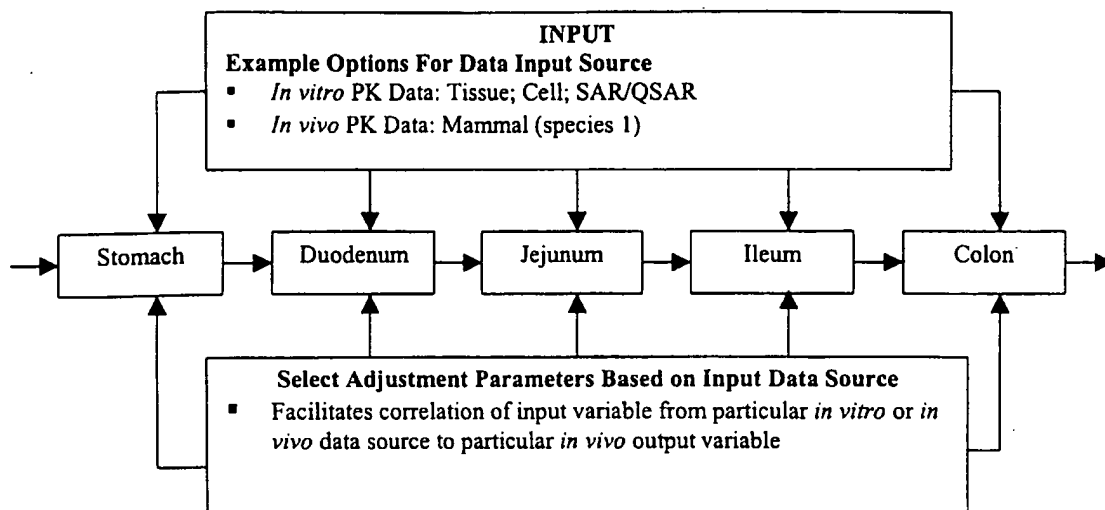 INPUT
Example Options For Data Input Source
▪ In vitro PK Data: Tissue; Cell; SAR/QSAR
▪ In vivo PK Data: Mammal (species 1)
Stomach Duodenum Jejunum Ileum Colon
Select Adjustment Parameters Based on Input Data Source
▪ Facilitates correlation of input variable from particular in vitro or in
vivo data source to particular in vivo output variable